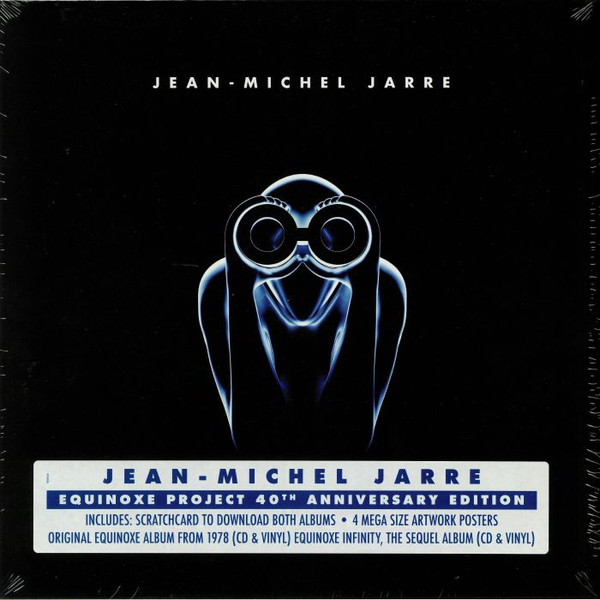 JEAN-MICHEL JARRE
JEAN-MICHEL JARRE
EQUINOXE PROJECT 40TH ANNIVERSARY EDITION
INCLUDES: SCRATCHCARD TO DOWNLOAD BOTH ALBUMS • 4 MEGA SIZE ARTWORK POSTERS
ORIGINAL EQUINOXE ALBUM FROM 1978 (CD & VINYL) EQUINOXE INFINITY, THE SEQUEL ALBUM (CD & VINYL)